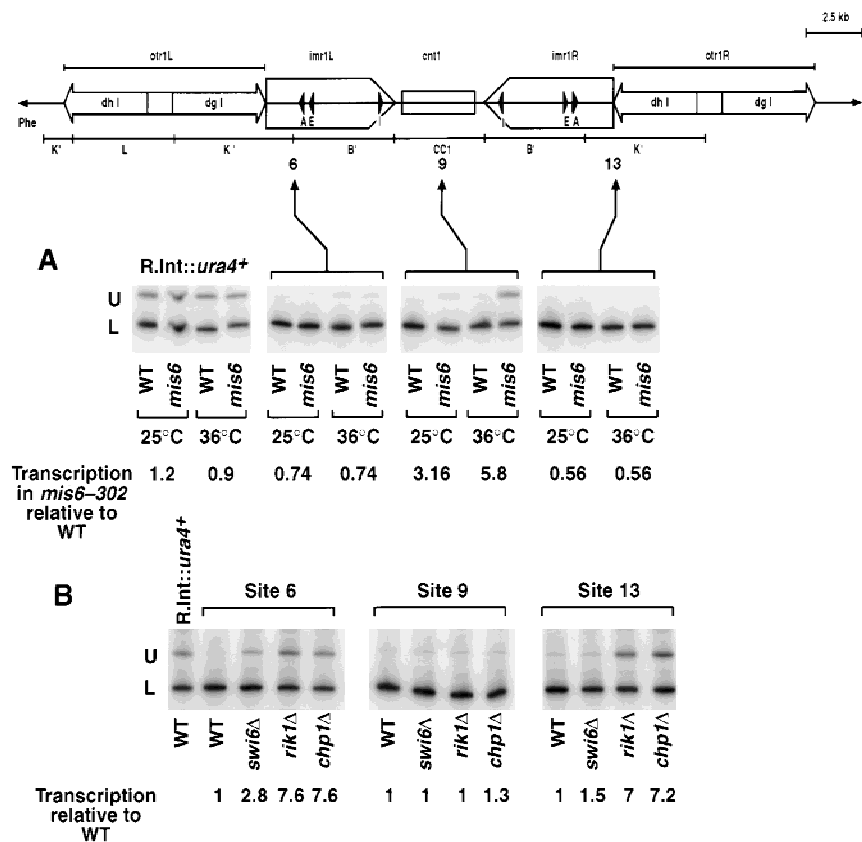 2.5 kb
otr1L imr1L cnt1 imr1R otr1R
dh I dg I dh I dg I
Phe A E I I E A
K" L K' B' CC1 B' K'
6 9 13
A
R.Int::ura4+
U
L
WT mis6 WT mis6 WT mis6 WT mis6 WT mis6 WT mis6 WT mis6 WT mis6
25°C 36°C 25°C 36°C 25°C 36°C 25°C 36°C
Transcription 1.2 0.9 0.74 0.74 3.16 5.8 0.56 0.56
in mis6–302
relative to
WT
R.Int::ura4+
B
Site 6 Site 9 Site 13
U
L
WT WT swi6Δ rik1Δ chp1Δ WT swi6Δ rik1Δ chp1Δ WT swi6Δ rik1Δ chp1Δ
Transcription 1 2.8 7.6 7.6 1 1 1 1.3 1 1.5 7 7.2
relative to
WT